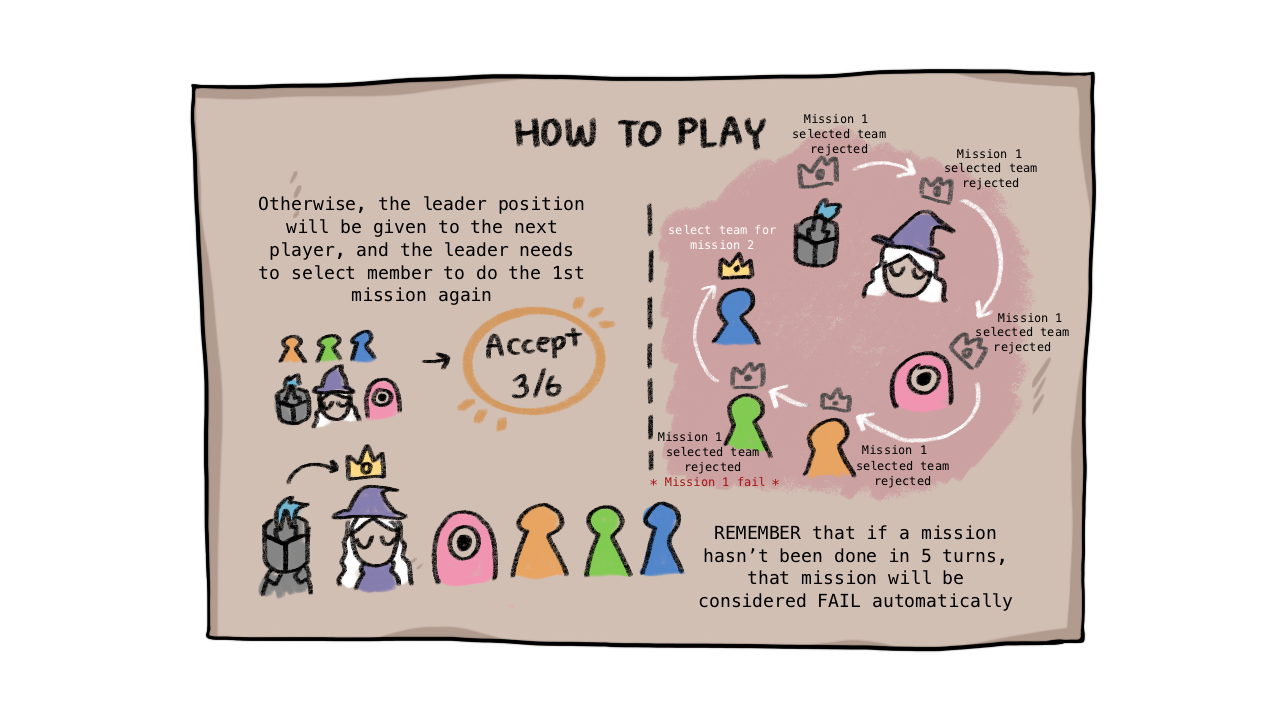 HOW TO PLAY
Otherwise, the leader position
will be given to the next
player, and the leader needs
to select member to do the 1st
mission again
Accept
3/6
Mission 1
selected team
rejected
Mission 1
selected team
rejected
Mission 1
selected team
rejected
Mission 1
selected team
rejected
Mission 1
selected team
rejected
* Mission 1 fail *
select team for
mission 2
REMEMBER that if a mission
hasn’t been done in 5 turns,
that mission will be
considered FAIL automatically